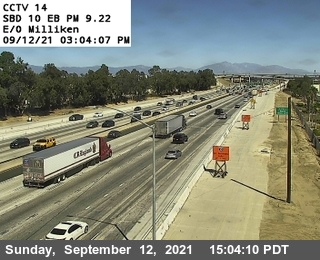 CCTV 14
SBD 10 EB PM 9.22
E/O Milliken
09/12/21 03:04:07 PM
Sunday, September 12, 2021 15:04:10 PDT